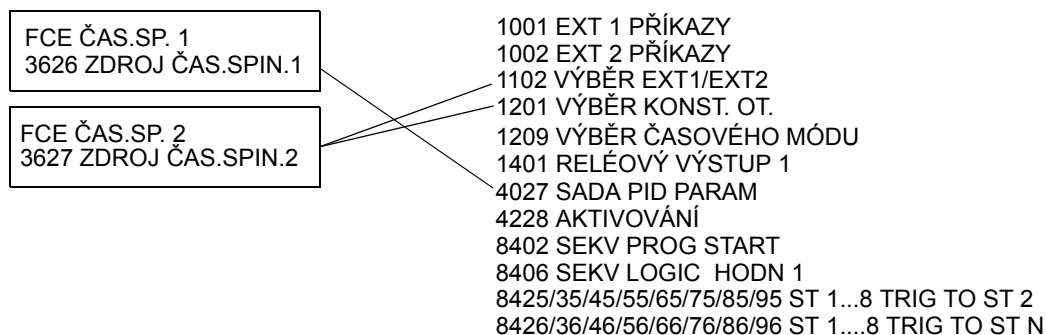 FCE ČAS.SP. 1
3626 ZDROJ ČAS.SPIN.1
FCE ČAS.SP. 2
3627 ZDROJ ČAS.SPIN.2
1001 EXT 1 PŘÍKAZY
1002 EXT 2 PŘÍKAZY
1102 VÝBĚR EXT1/EXT2
1201 VÝBĚR KONST. OT.
1209 VÝBĚR ČASOVÉHO MÓDU
1401 RELÉOVÝ VÝSTUP 1
4027 SADA PID PARAM
4228 AKTIVOVÁNÍ
8402 SEKV PROG START
8406 SEKV LOGIC  HODN 1
8425/35/45/55/65/75/85/95 ST 1...8 TRIG TO ST 2
8426/36/46/56/66/76/86/96 ST 1....8 TRIG TO ST N